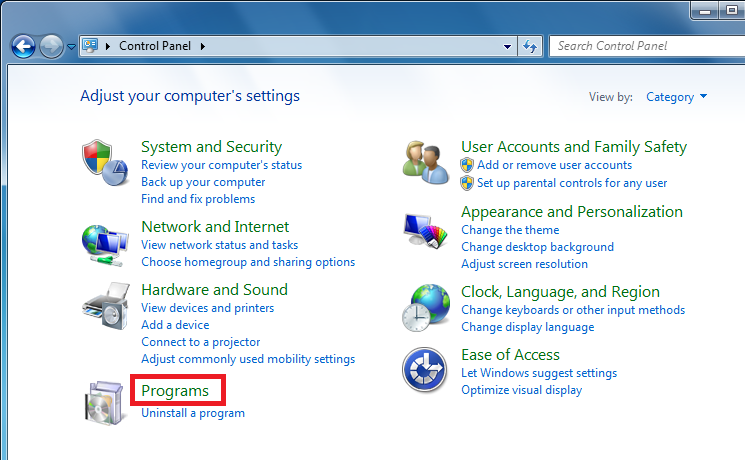 Control Panel
Search Control Panel
Adjust your computer's settings
View by: Category
System and Security
Review your computer's status
Back up your computer
Find and fix problems
Network and Internet
View network status and tasks
Choose homegroup and sharing options
Hardware and Sound
View devices and printers
Add a device
Connect to a projector
Adjust commonly used mobility settings
Programs
Uninstall a program
User Accounts and Family Safety
Add or remove user accounts
Set up parental controls for any user
Appearance and Personalization
Change the theme
Change desktop background
Adjust screen resolution
Clock, Language, and Region
Change keyboards or other input methods
Change display language
Ease of Access
Let Windows suggest settings
Optimize visual display